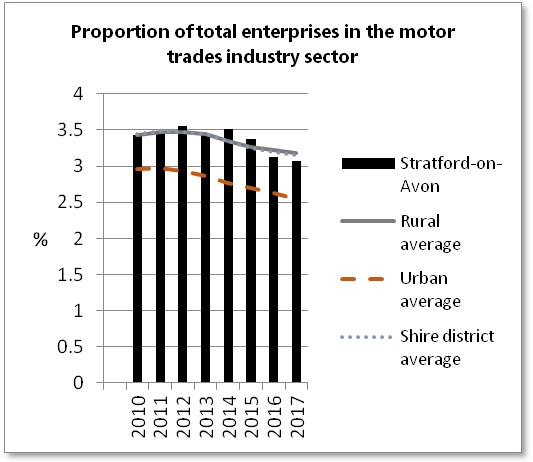 Proportion of total enterprises in the motor
trades industry sector
4
3.5
3
2.5
2
1.5
1
0.5
0
%
2010
2011
2012
2013
2014
2015
2016
2017
Stratford-on-
Avon
Rural
average
Urban
average
Shire district
average